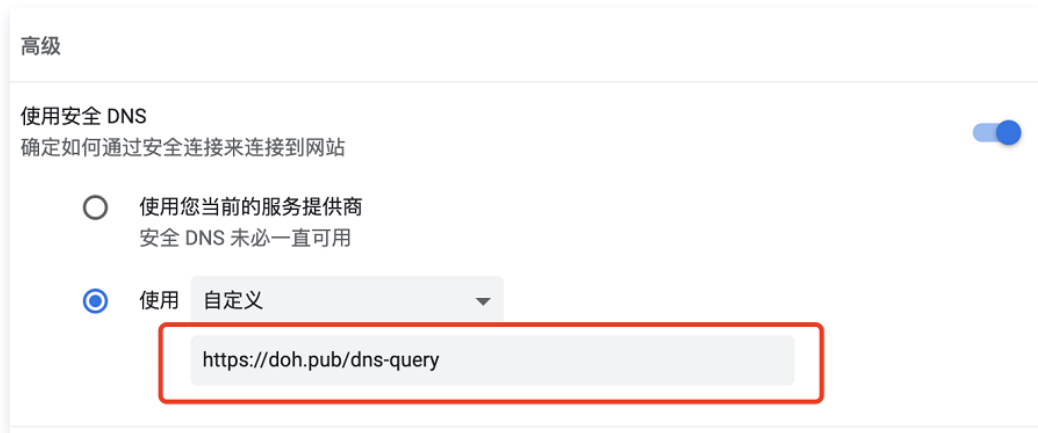 高级
使用安全 DNS
确定如何通过安全连接来连接到网站
使用您当前的服务提供商
安全 DNS 未必一直可用
使用 自定义
https://doh.pub/dns-query